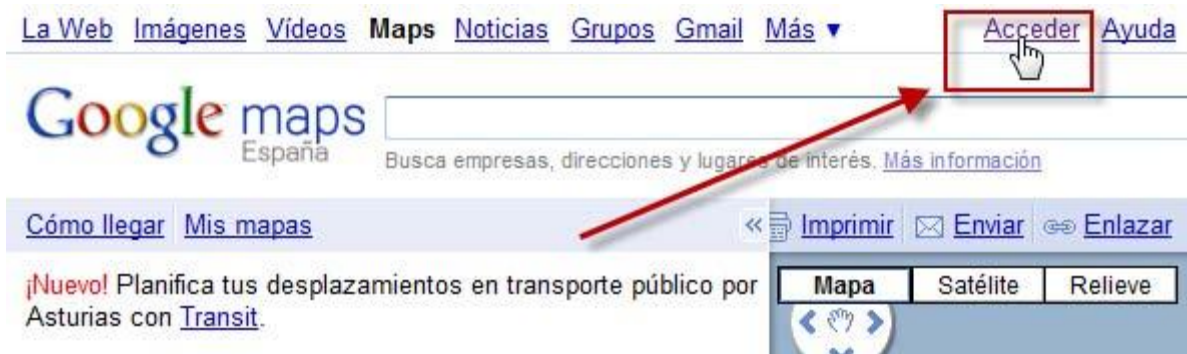 La Web Imágenes Vídeos Maps Noticias Grupos Gmail Más ▼ Acceder Ayuda
Google maps
España
Busca empresas, direcciones y lugares de interés. Más información
Cómo llegar Mis mapas « Imprimir Enviar Enlazar
¡Nuevo! Planifica tus desplazamientos en transporte público por
Asturias con Transit.
Mapa Satélite Relieve